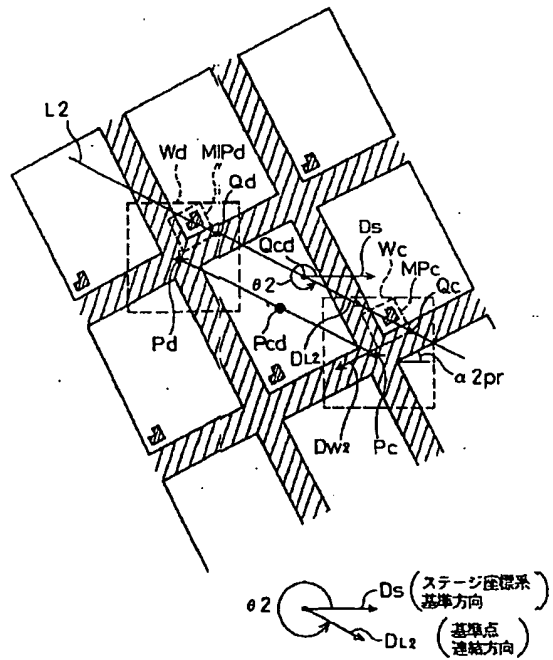 L2
Wd
MPd
Qd
Qcd
Ds
Wc
MPc
Qc
θ2
Pd
Pcd
DL2
α2pr
Dw2
Pc
θ2
Ds (ステージ座標系
基準方向)
DL2 (基準点
連結方向)